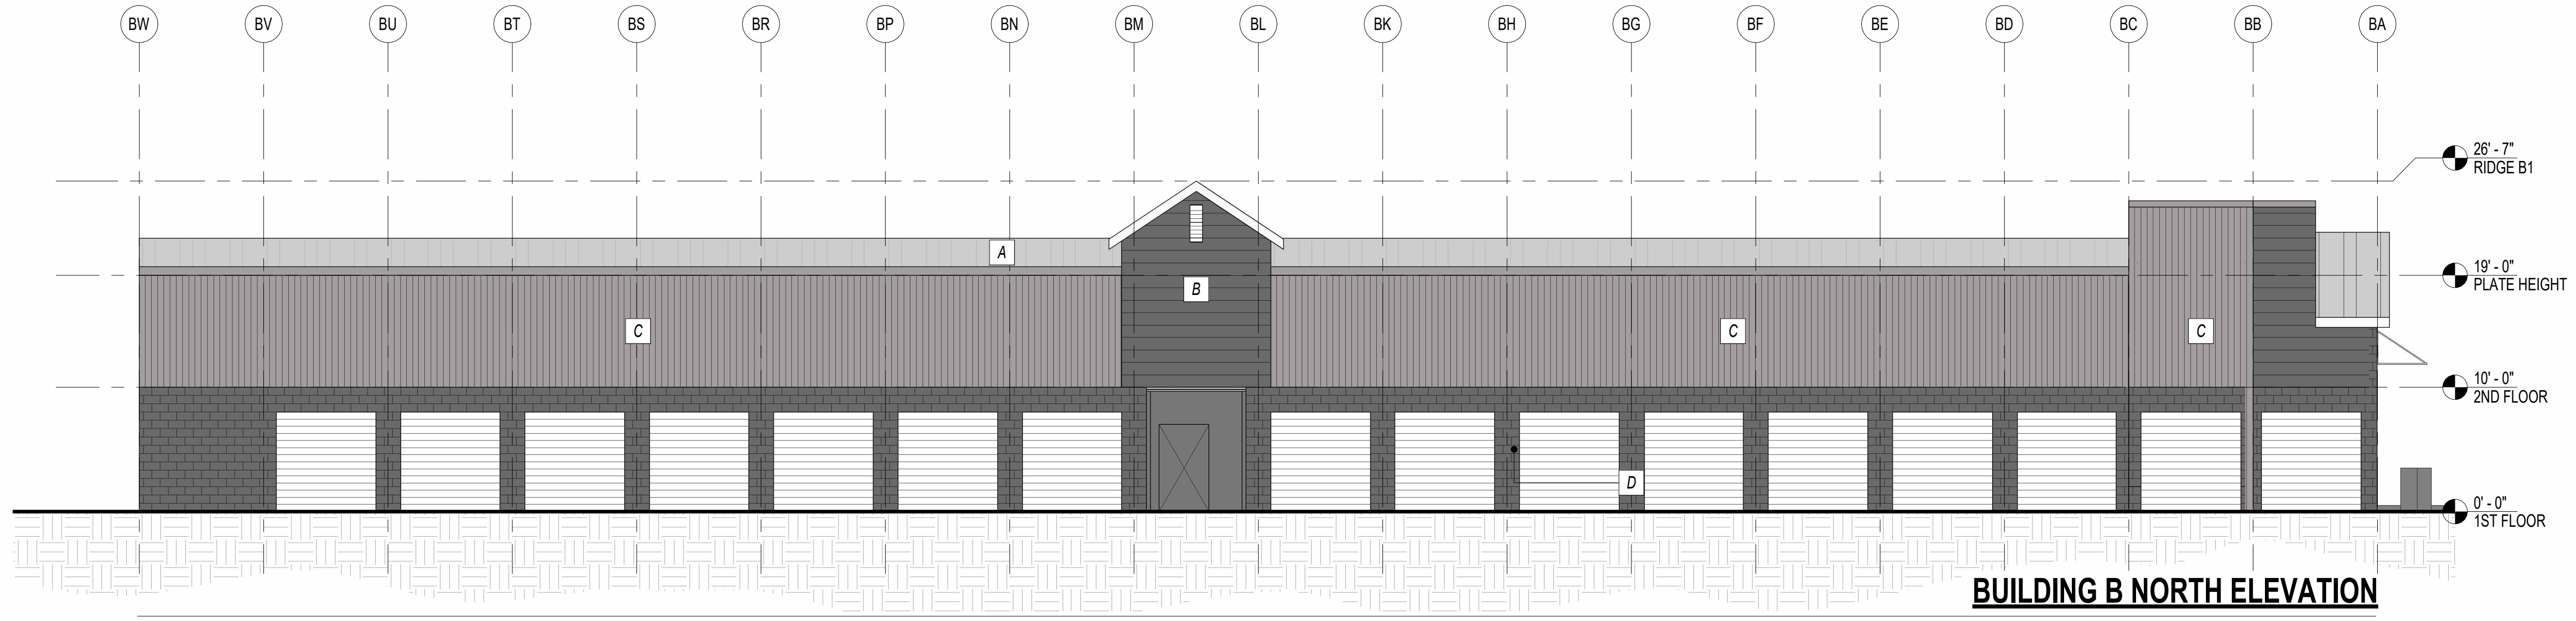 BW BV BU BT BS BR BP BN BM BL BK BH BG BF BE BD BC BB BA
26' - 7"
RIDGE B1
A
19' - 0"
PLATE HEIGHT
B
C C C
10' - 0"
2ND FLOOR
D
0' - 0"
1ST FLOOR
BUILDING B NORTH ELEVATION